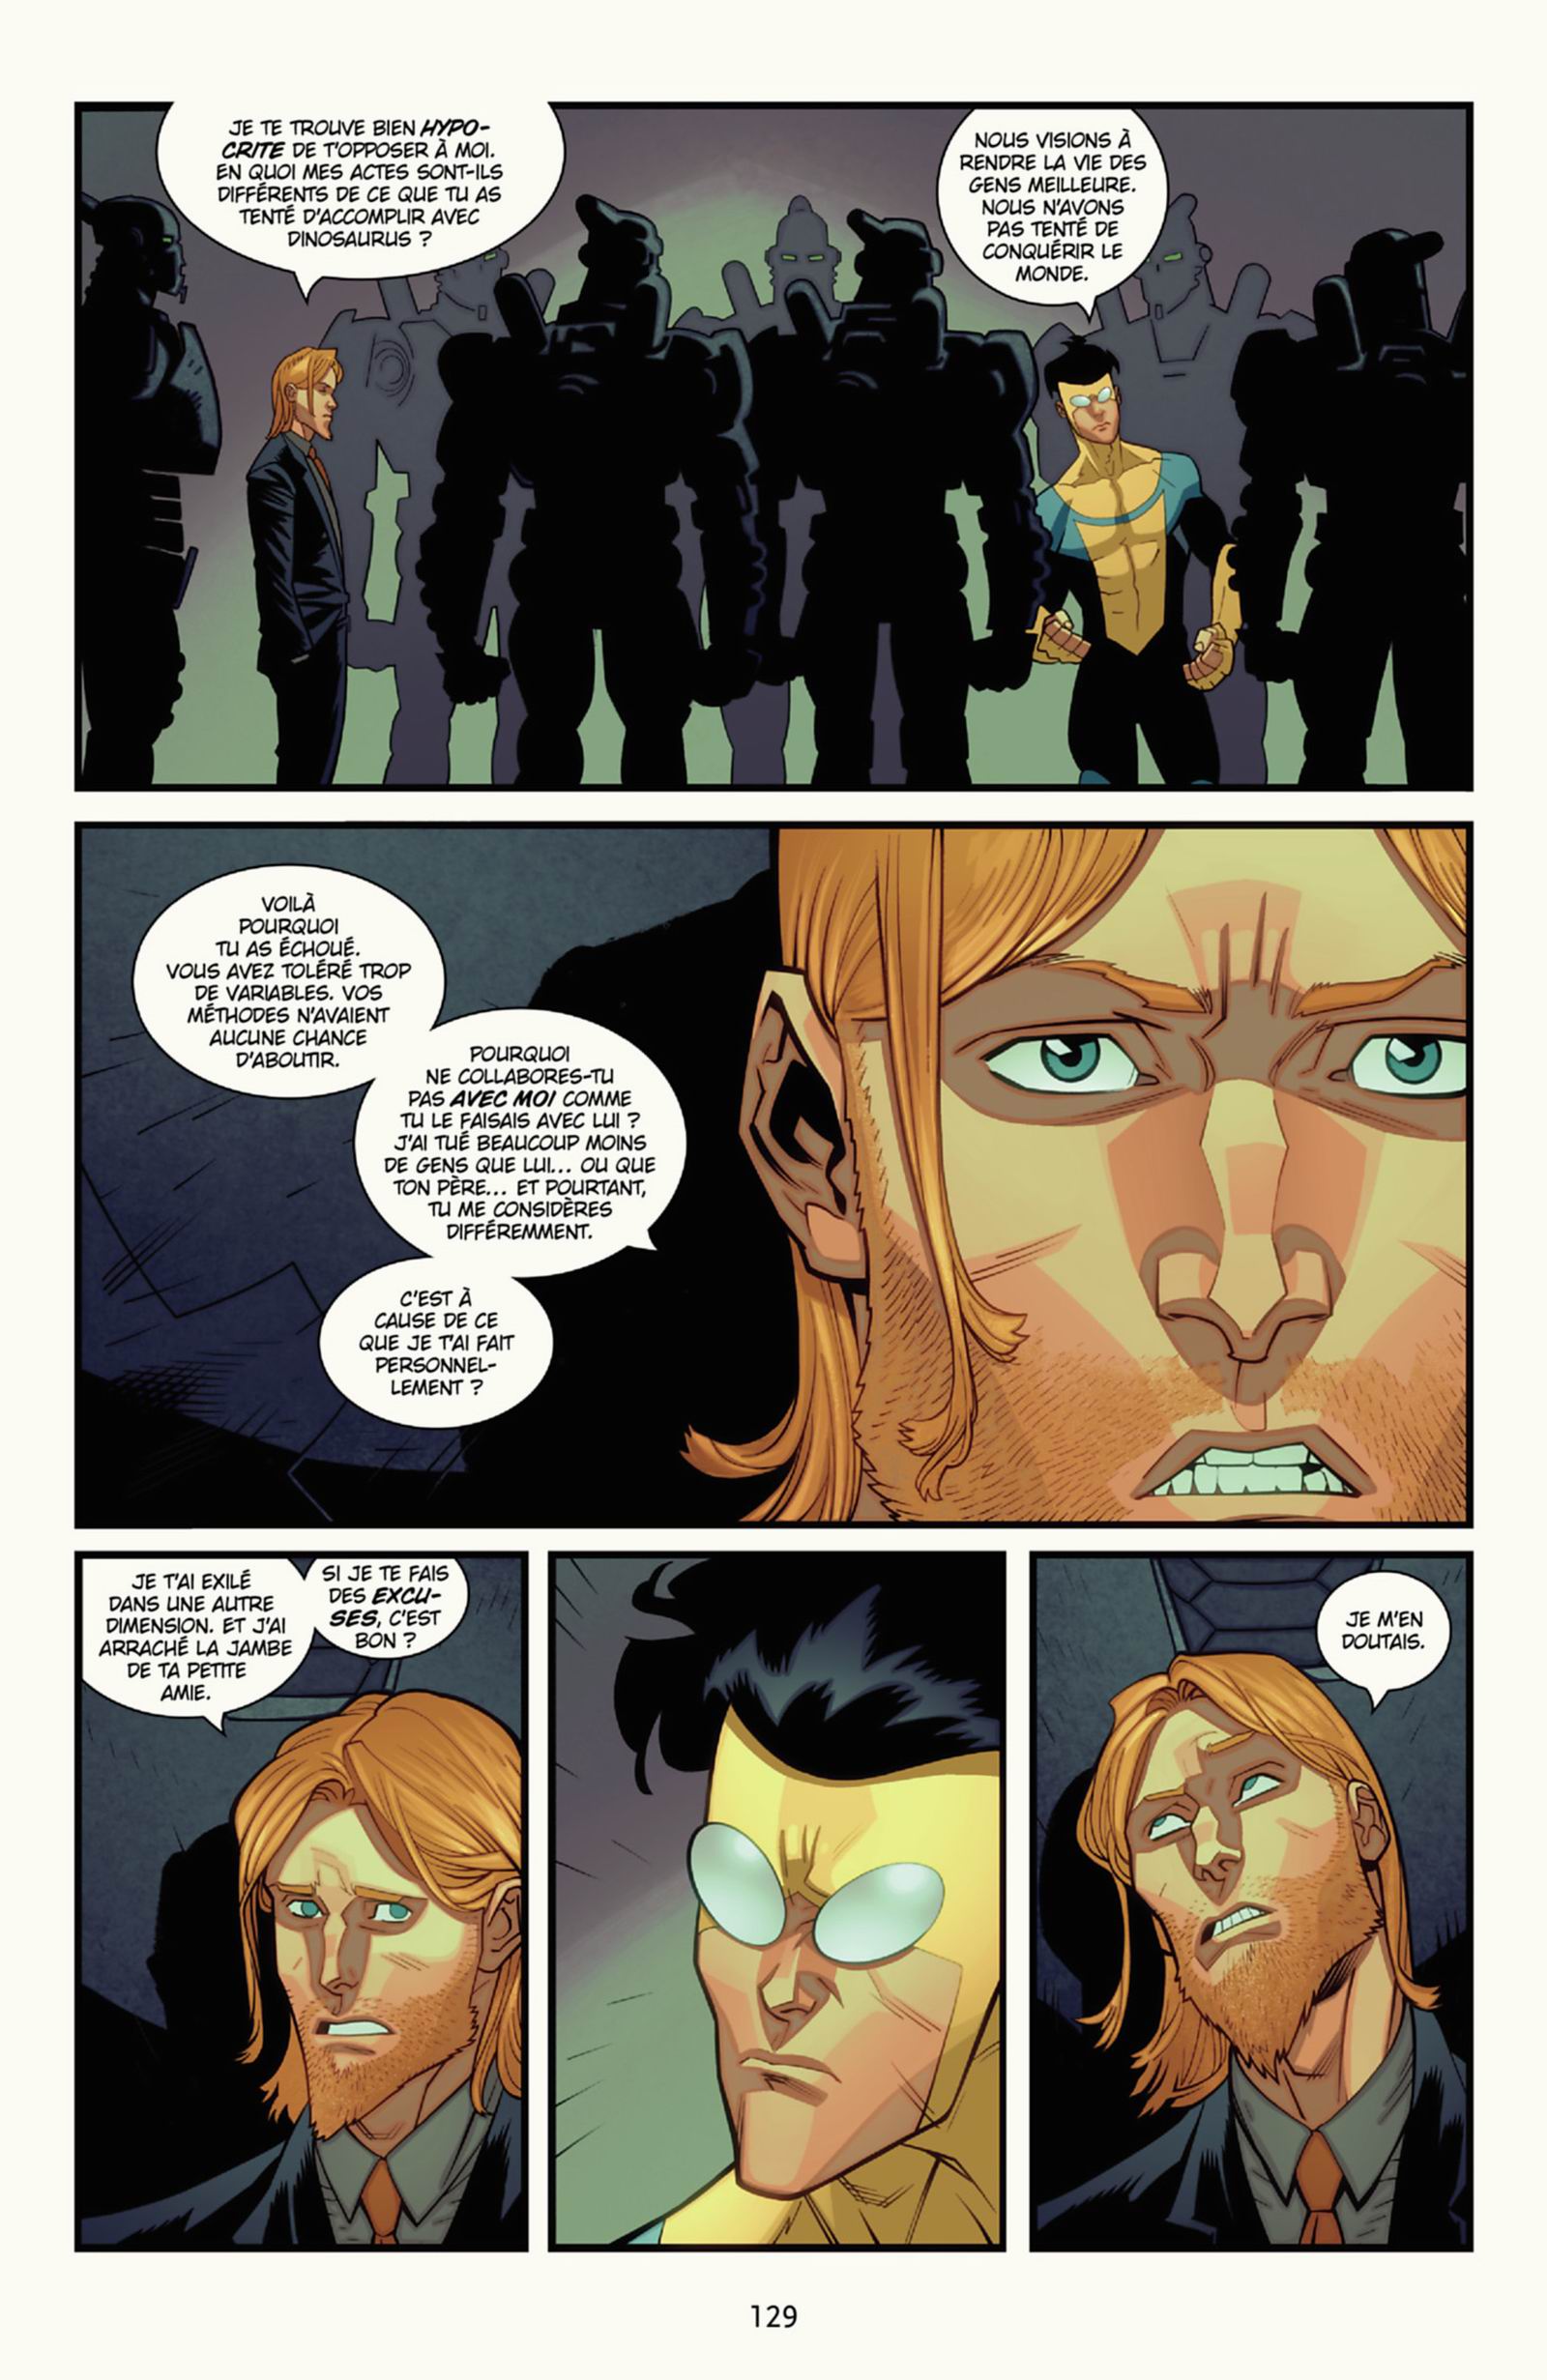 JE TE TROUVE BIEN HYPO-
CRITE DE T'OPPOSER À MOI.
EN QUOI MES ACTES SONT-ILS
DIFFÉRENTS DE CE QUE TU AS
TENTÉ D'ACCOMPLIR AVEC
DINOSAURUS ?
NOUS VISIONS À
RENDRE LA VIE DES
GENS MEILLEURE.
NOUS N'AVONS
PAS TENTÉ DE
CONQUÉRIR LE
MONDE.
VOILÀ
POURQUOI
TU AS ÉCHOUÉ.
VOUS AVEZ TOLÉRÉ TROP
DE VARIABLES. VOS
MÉTHODES N'AVAIENT
AUCUNE CHANCE
D'ABOUTIR.
POURQUOI
NE COLLABORES-TU
PAS AVEC MOI COMME
TU LE FAISAIS AVEC LUI ?
J'AI TUÉ BEAUCOUP MOINS
DE GENS QUE LUI... OU QUE
TON PÈRE... ET POURTANT,
TU ME CONSIDÈRES
DIFFÉREMMENT.
C'EST À
CAUSE DE CE
QUE JE T'AI FAIT
PERSONNEL-
LEMENT ?
JE T'AI EXILÉ
DANS UNE AUTRE
DIMENSION. ET J'AI
ARRACHÉ LA JAMBE
DE TA PETITE
AMIE.
SI JE TE FAIS
DES EXCU-
SES, C'EST
BON ?
JE M'EN
DOUTAIS.
129